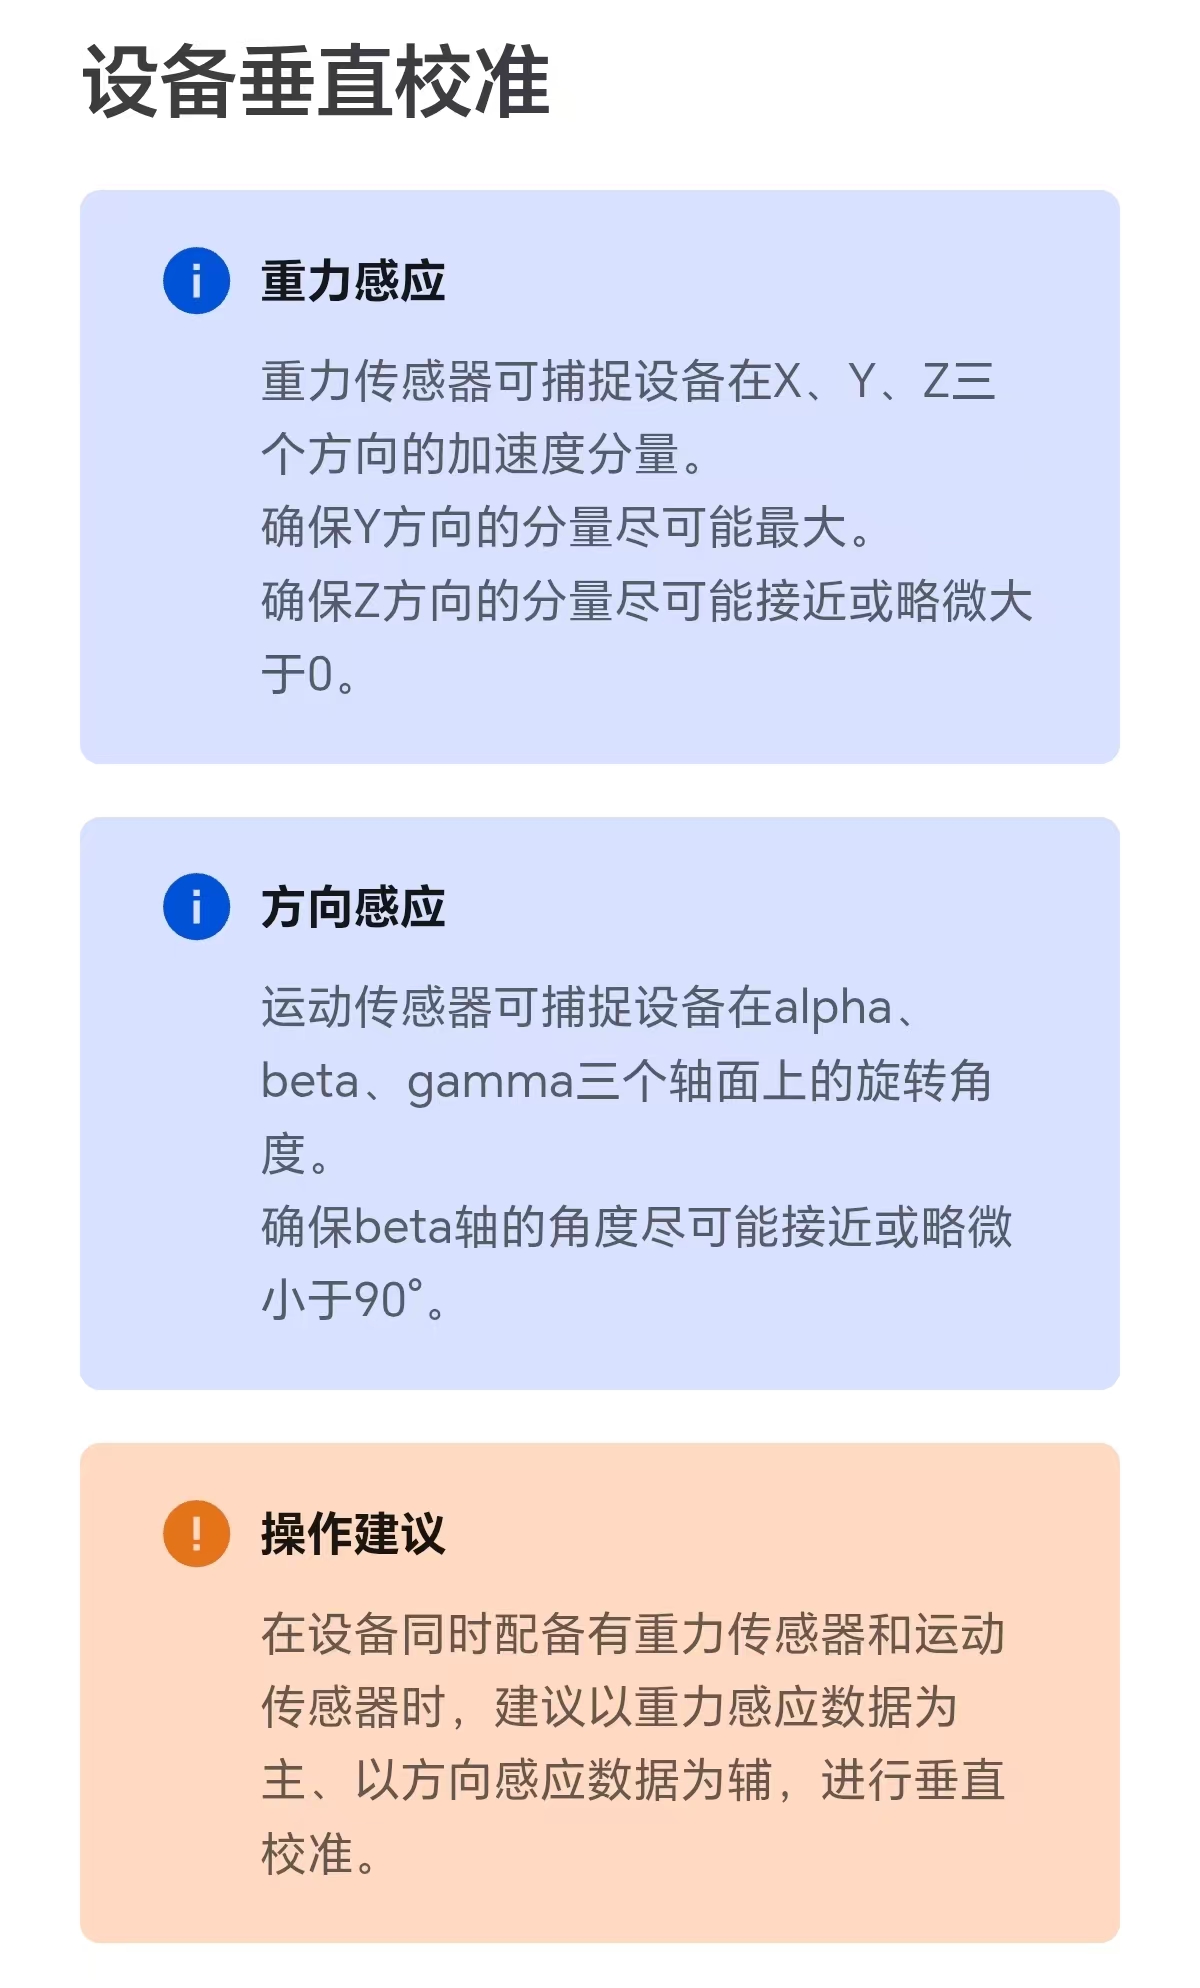 设备垂直校准
重力感应
重力传感器可捕捉设备在X、Y、Z三
个方向的加速度分量。
确保Y方向的分量尽可能最大。
确保Z方向的分量尽可能接近或略微大
于0。
方向感应
运动传感器可捕捉设备在alpha、
beta、gamma三个轴面上的旋转角
度。
确保beta轴的角度尽可能接近或略微
小于90°。
操作建议
在设备同时配备有重力传感器和运动
传感器时，建议以重力感应数据为
主、以方向感应数据为辅，进行垂直
校准。